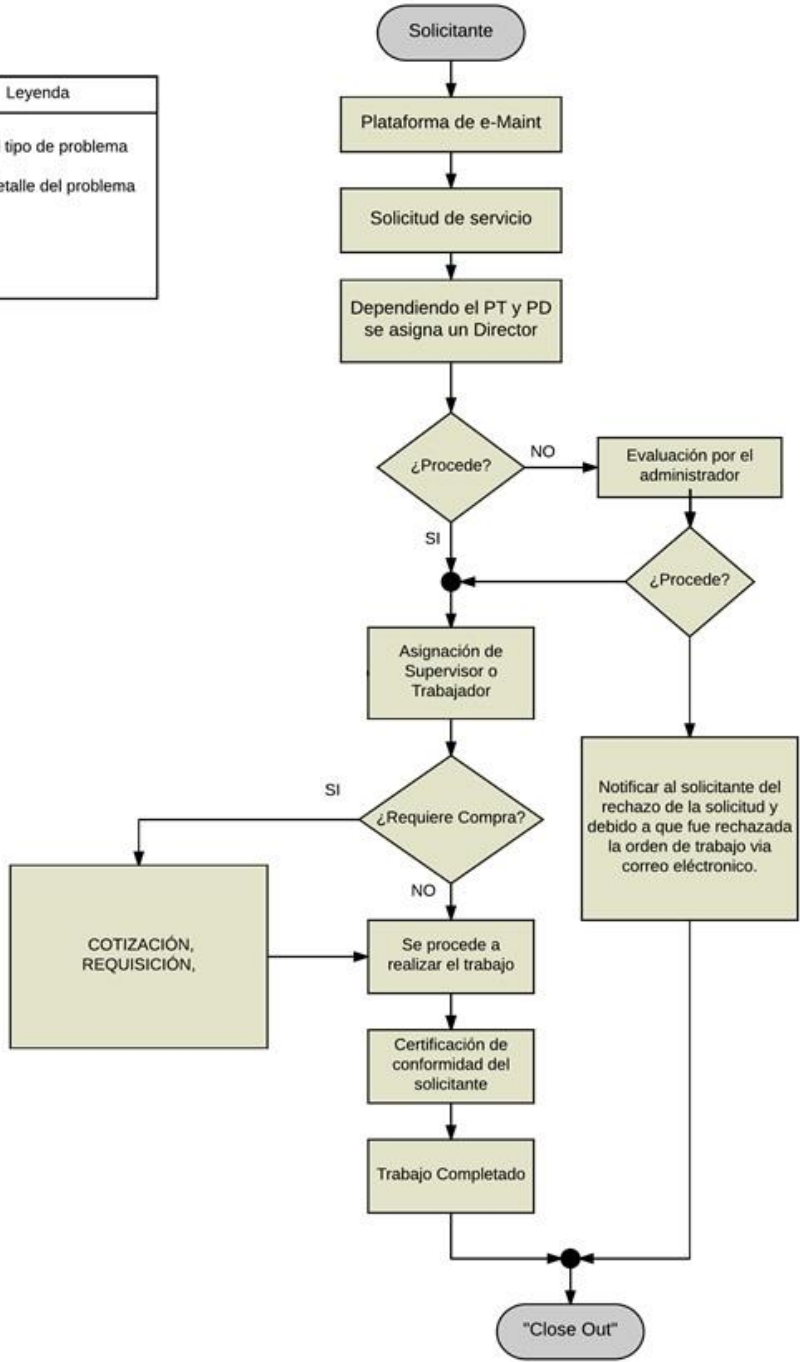 Solicitante
Leyenda
tipo de problema
etalle del problema
Plataforma de e-Maint
Solicitud de servicio
Dependiendo el PT y PD
se asigna un Director
¿Procede?
NO
Evaluación por el
administrador
SI
¿Procede?
Asignación de
Supervisor o
Trabajador
SI
¿Requiere Compra?
NO
Notificar al solicitante del
rechazo de la solicitud y
debido a que fue rechazada
la orden de trabajo via
correo eléctronico.
COTIZACIÓN,
REQUISICIÓN,
Se procede a
realizar el trabajo
Certificación de
conformidad del
solicitante
Trabajo Completado
"Close Out"